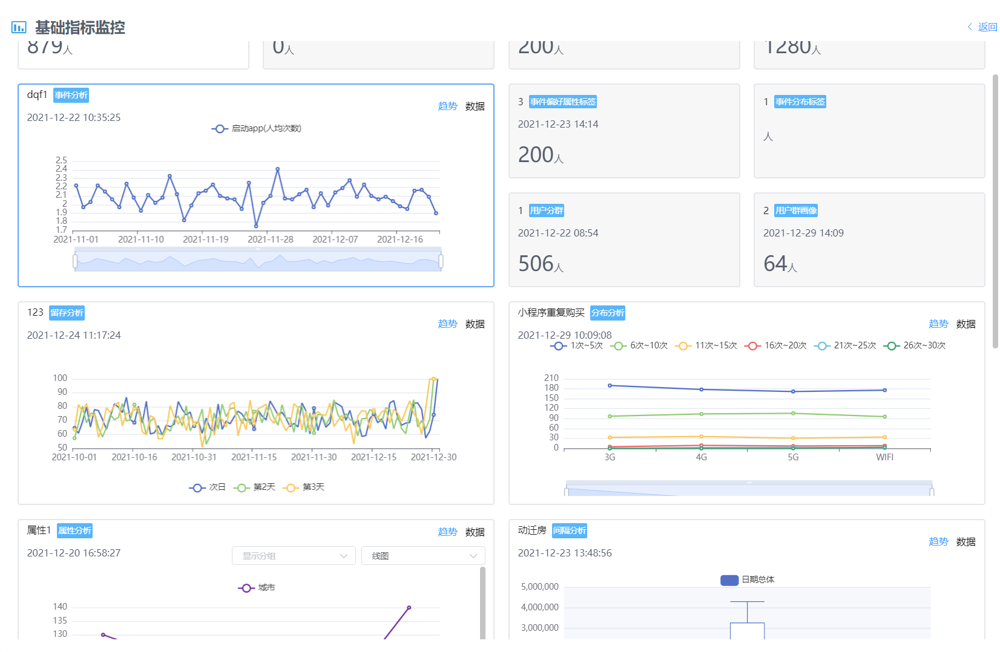 基础指标监控
返回
879人
0人
200人
1280人
dqf1 事件分析
趋势 数据
2021-12-22 10:35:25
启动app(人均次数)
2.5
2.4
2.3
2.2
2.1
2
1.9
1.8
1.7
2021-11-01 2021-11-10 2021-11-19 2021-11-28 2021-12-07 2021-12-16
3 事件偏好属性标签
2021-12-23 14:14
200人
1 事件分布标签
人
1 用户分群
2021-12-22 08:54
506人
2 用户群画像
2021-12-29 14:09
64人
123 留存分析
趋势 数据
2021-12-24 11:17:24
100
90
80
70
60
50
2021-10-01 2021-10-16 2021-10-31 2021-11-15 2021-11-30 2021-12-15 2021-12-30
次日 第2天 第3天
小程序重复购买 分布分析
趋势 数据
2021-12-29 10:09:08
1次~5次 6次~10次 11次~15次 16次~20次 21次~25次 26次~30次
210
180
150
120
90
60
30
0
3G 4G 5G WIFI
属性1 属性分析
趋势 数据
2021-12-20 16:58:27
显示分组 线图
城市
140
135
130
动迁房 间隔分析
趋势 数据
2021-12-23 13:48:56
日期总体
5,000,000
4,000,000
3,000,000